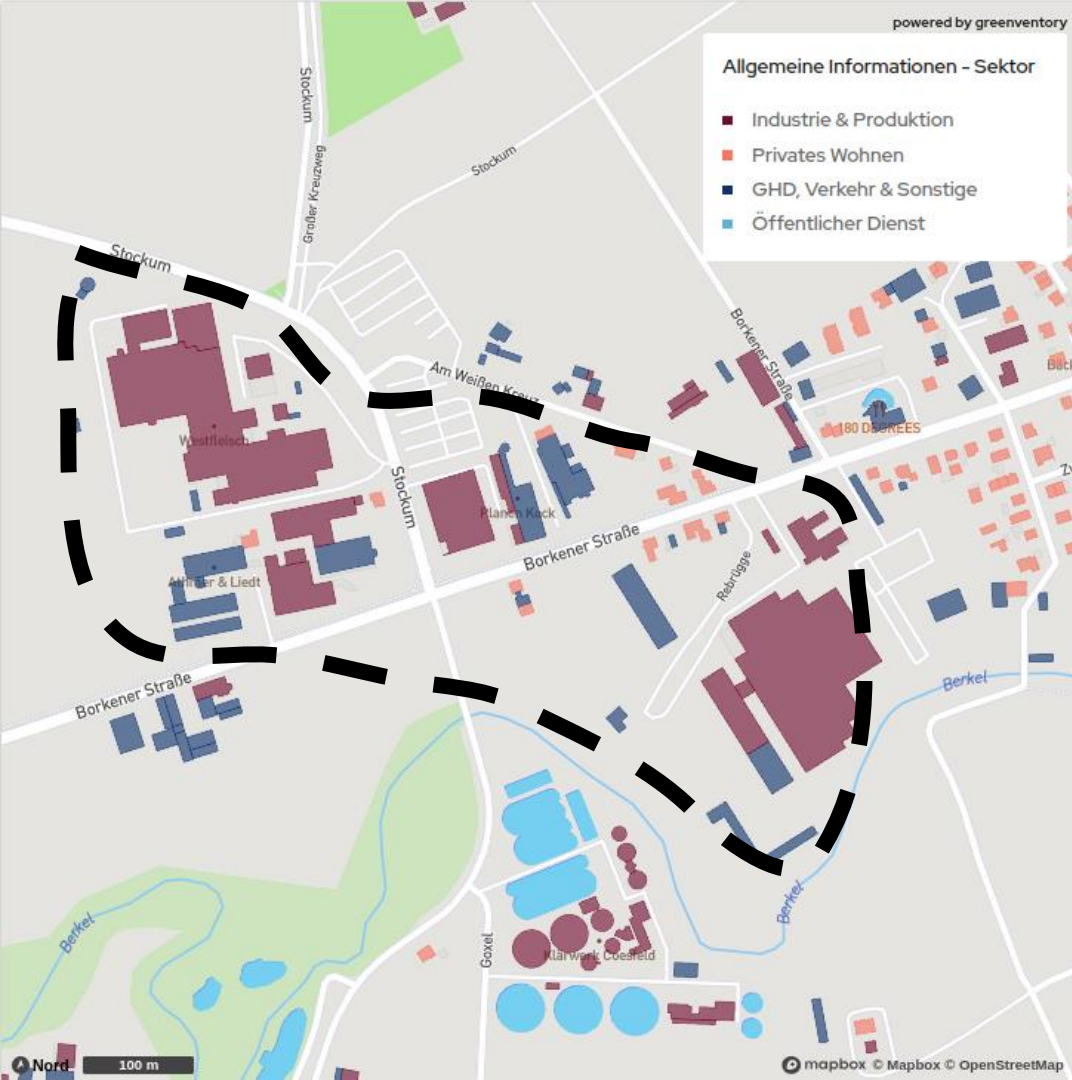 powered by greenventory
Allgemeine Informationen - Sektor
Industrie & Produktion
Privates Wohnen
GHD, Verkehr & Sonstige
Öffentlicher Dienst
Stockum
Großer Kreuzweg
Stockum
Stockum
Borkener Straße
Am Weißen Kreuz
180 DEGREES
Westfleisch
Stockum
Borkener Straße
Rebrügge
Borkener Straße
Berkel
Berkel
Berkel
Goxel
Klärwerk Coesfeld
Nord
100 m
mapbox © Mapbox © OpenStreetMap